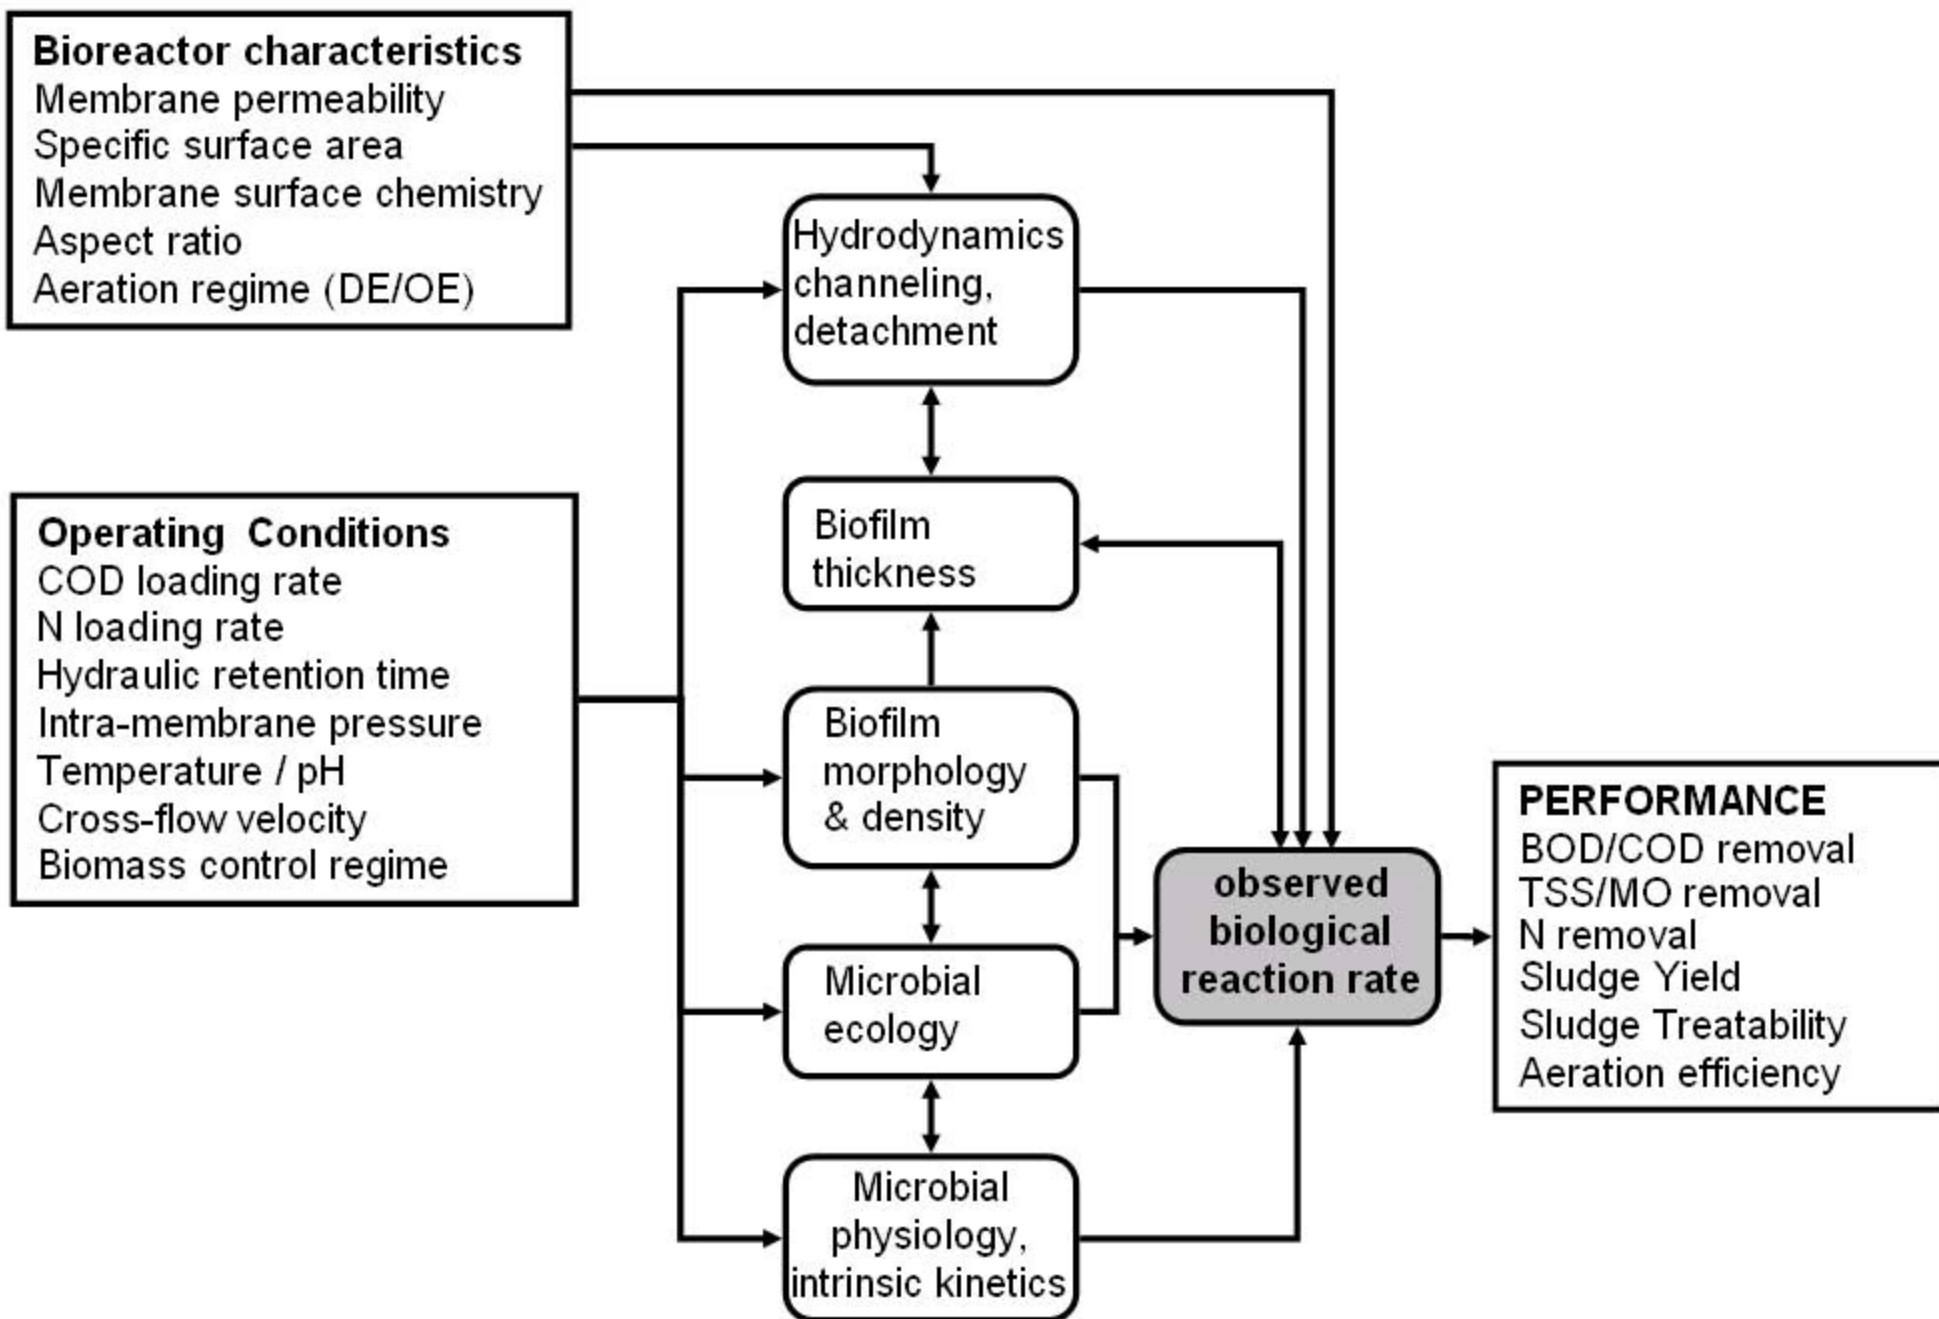 Bioreactor characteristics
Membrane permeability
Specific surface area
Membrane surface chemistry
Aspect ratio
Aeration regime (DE/OE)
Hydrodynamics
channeling,
detachment
Operating Conditions
COD loading rate
N loading rate
Hydraulic retention time
Intra-membrane pressure
Temperature / pH
Cross-flow velocity
Biomass control regime
Biofilm
thickness
Biofilm
morphology
& density
Microbial
ecology
Microbial
physiology,
intrinsic kinetics
observed
biological
reaction rate
PERFORMANCE
BOD/COD removal
TSS/MO removal
N removal
Sludge Yield
Sludge Treatability
Aeration efficiency